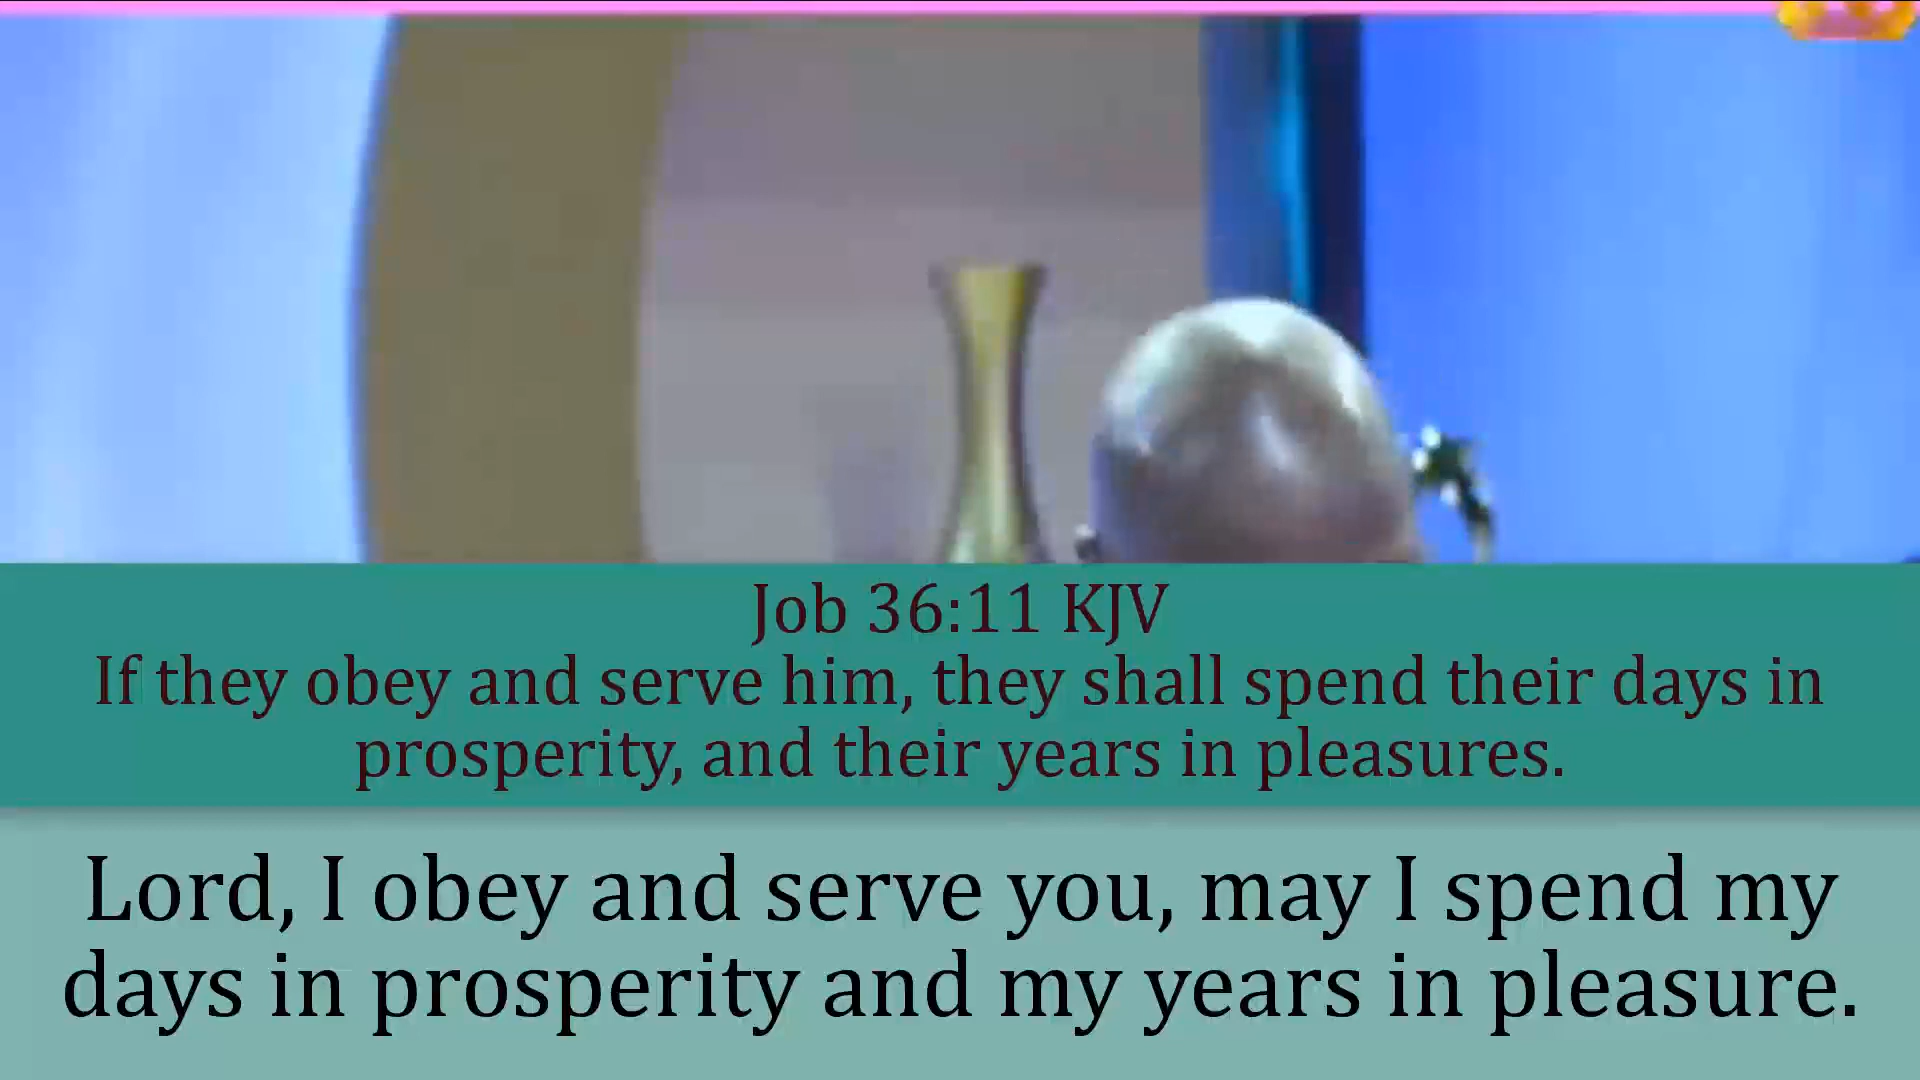 Job 36:11 KJV
If they obey and serve him, they shall spend their days in
prosperity, and their years in pleasures.
Lord, I obey and serve you, may I spend my
days in prosperity and my years in pleasure.